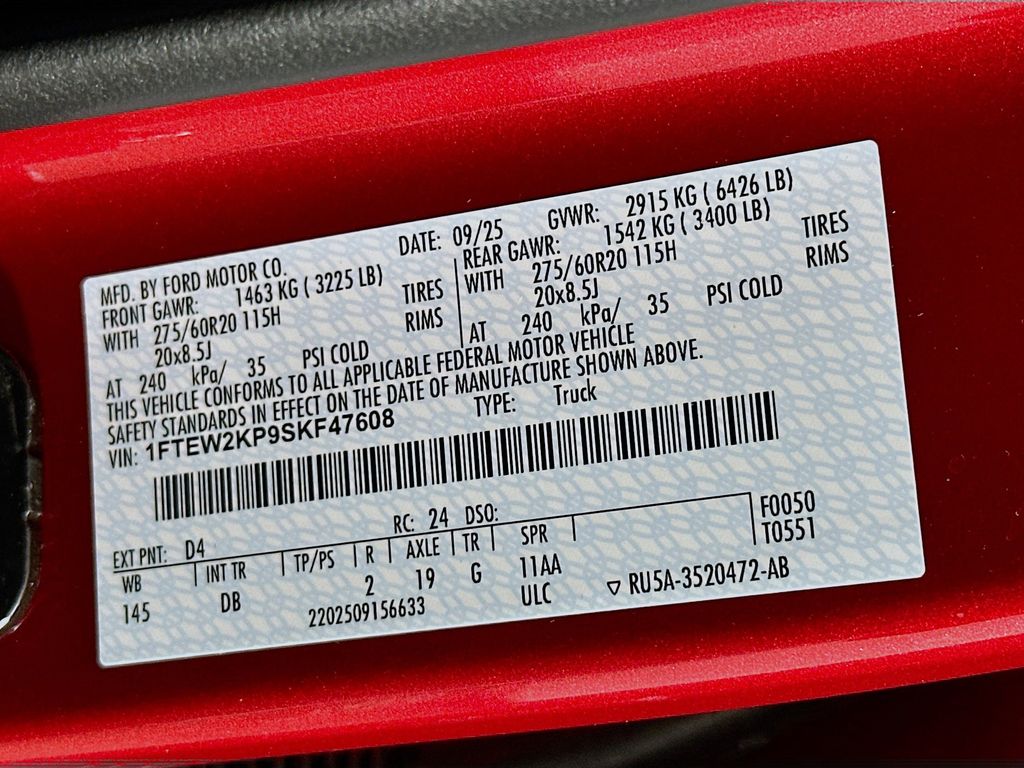 MFD. BY FORD MOTOR CO. DATE: 09/25 GVWR: 2915 KG ( 6426 LB)
FRONT GAWR: 1463 KG ( 3225 LB) REAR GAWR: 1542 KG ( 3400 LB)
WITH 275/60R20 115H TIRES WITH 275/60R20 115H TIRES
20x8.5J RIMS 20x8.5J RIMS
AT 240 kPa/ 35 PSI COLD AT 240 kPa/ 35 PSI COLD
THIS VEHICLE CONFORMS TO ALL APPLICABLE FEDERAL MOTOR VEHICLE
SAFETY STANDARDS IN EFFECT ON THE DATE OF MANUFACTURE SHOWN ABOVE.
VIN: 1FTEW2KP9SKF47608 TYPE: Truck
EXT PNT: D4 RC: 24 DSO: F0050
WB INT TR TP/PS R AXLE TR SPR T0551
145 DB 2 19 G 11AA
2202509156633 ULC ▽ RU5A-3520472-AB